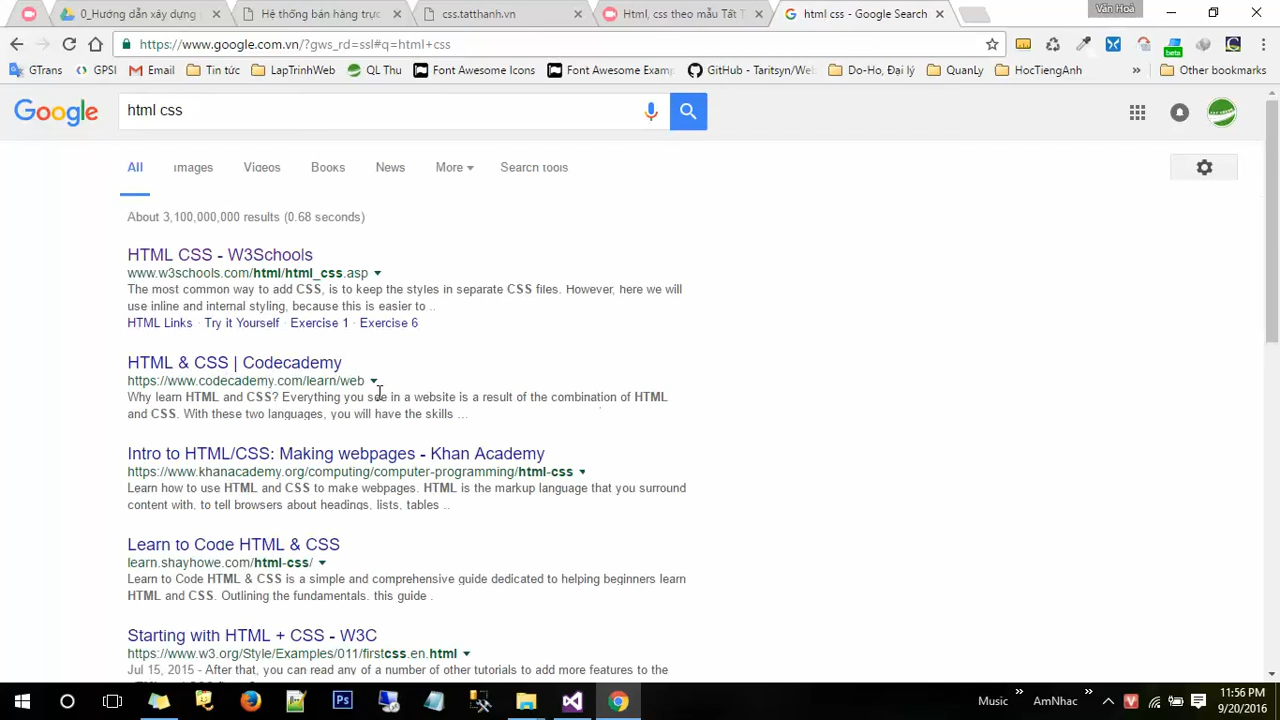 0_Hướng dẫn xây dựng
Hệ thống bán hàng trực
css.tatthanh.vn
Html, css theo mẫu Tất T
html css - Google Search
Văn Hoà
https://www.google.com.vn/?gws_rd=ssl#q=html+css
GTrans
GPSI
Email
Tin tức
LapTrinhWeb
QL Thu
Font Awesome Icons
Font Awesome Examp
GitHub - Taritsyn/Web
Do-Ho, Đại lý
QuanLy
HocTiengAnh
»
Other bookmarks
Google
html css
All
Images
Videos
Books
News
More
Search tools
About 3,100,000,000 results (0.68 seconds)
HTML CSS - W3Schools
www.w3schools.com/html/html_css.asp
The most common way to add CSS, is to keep the styles in separate CSS files. However, here we will
use inline and internal styling, because this is easier to ..
HTML Links · Try it Yourself · Exercise 1 · Exercise 6
HTML & CSS | Codecademy
https://www.codecademy.com/learn/web
Why learn HTML and CSS? Everything you see in a website is a result of the combination of HTML
and CSS. With these two languages, you will have the skills ...
Intro to HTML/CSS: Making webpages - Khan Academy
https://www.khanacademy.org/computing/computer-programming/html-css
Learn how to use HTML and CSS to make webpages. HTML is the markup language that you surround
content with, to tell browsers about headings, lists, tables ..
Learn to Code HTML & CSS
learn.shayhowe.com/html-css/
Learn to Code HTML & CSS is a simple and comprehensive guide dedicated to helping beginners learn
HTML and CSS. Outlining the fundamentals, this guide .
Starting with HTML + CSS - W3C
https://www.w3.org/Style/Examples/011/firstcss.en.html
Jul 15, 2015 - After that, you can read any of a number of other tutorials to add more features to the
Music »
AmNhac »
11:56 PM
9/20/2016